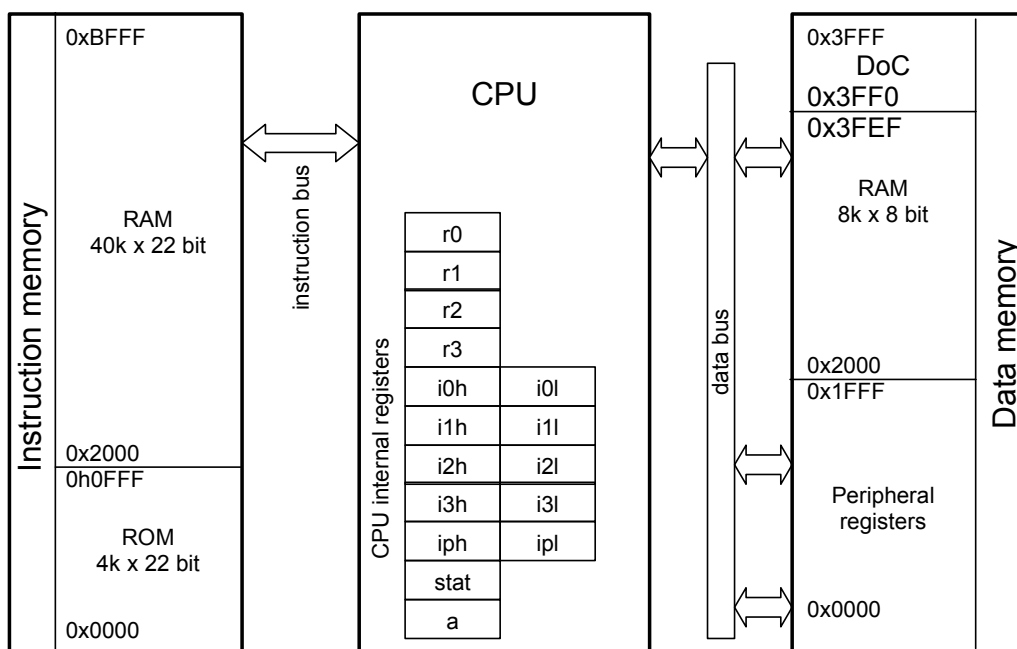 Instruction memory
0xBFFF
RAM
40k x 22 bit
0x2000
0h0FFF
ROM
4k x 22 bit
0x0000
instruction bus
CPU
CPU internal registers
r0
r1
r2
r3
i0h i0l
i1h i1l
i2h i2l
i3h i3l
iph ipl
stat
a
data bus
0x3FFF
DoC
0x3FF0
0x3FEF
RAM
8k x 8 bit
0x2000
0x1FFF
Peripheral
registers
0x0000
Data memory